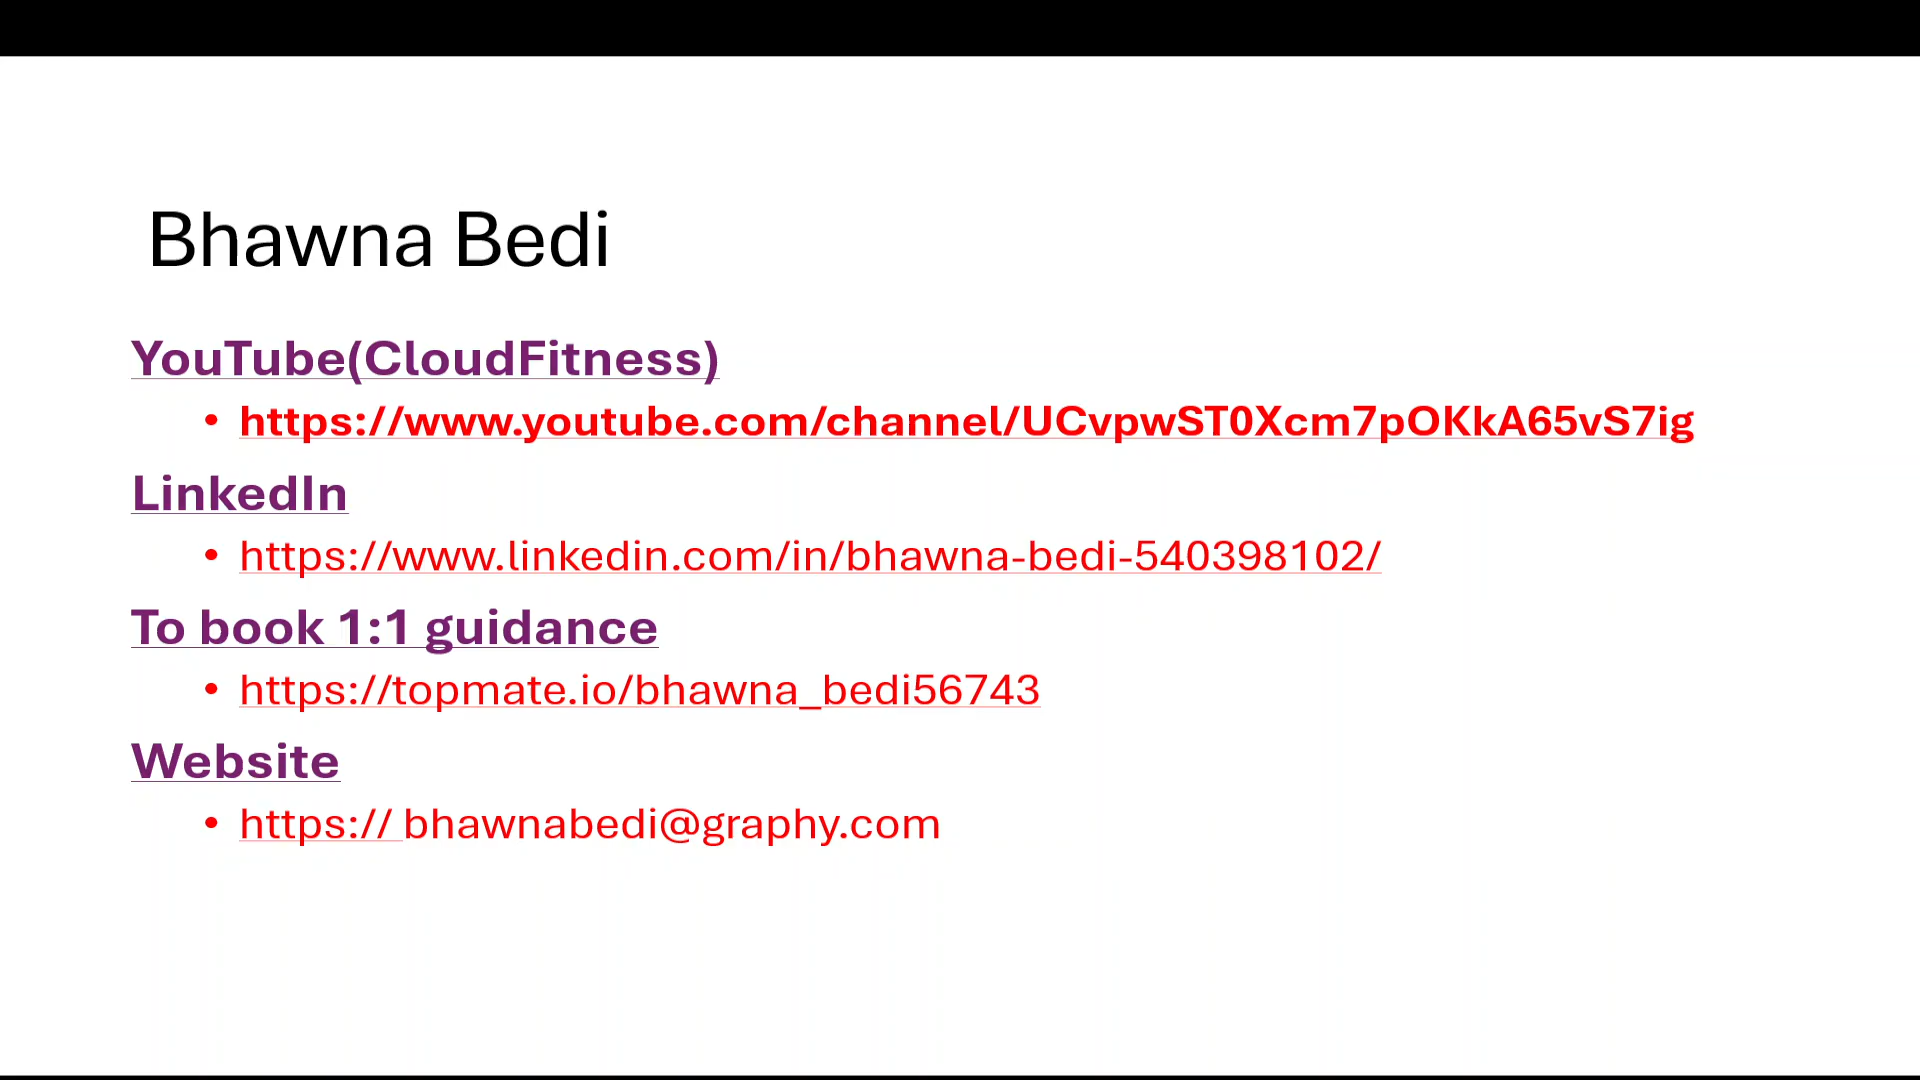 Bhawna Bedi
YouTube(CloudFitness)
• https://www.youtube.com/channel/UCvpwST0Xcm7pOKkA65vS7ig
LinkedIn
• https://www.linkedin.com/in/bhawna-bedi-540398102/
To book 1:1 guidance
• https://topmate.io/bhawna_bedi56743
Website
• https:// bhawnabedi@graphy.com